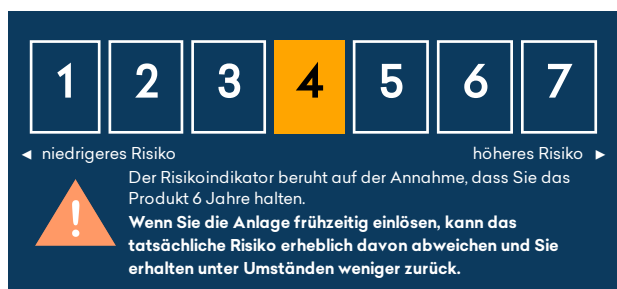 1 2 3 4 5 6 7
◄ niedrigeres Risiko höheres Risiko ►
Der Risikoindikator beruht auf der Annahme, dass Sie das
Produkt 6 Jahre halten.
Wenn Sie die Anlage frühzeitig einlösen, kann das
tatsächliche Risiko erheblich davon abweichen und Sie
erhalten unter Umständen weniger zurück.
!